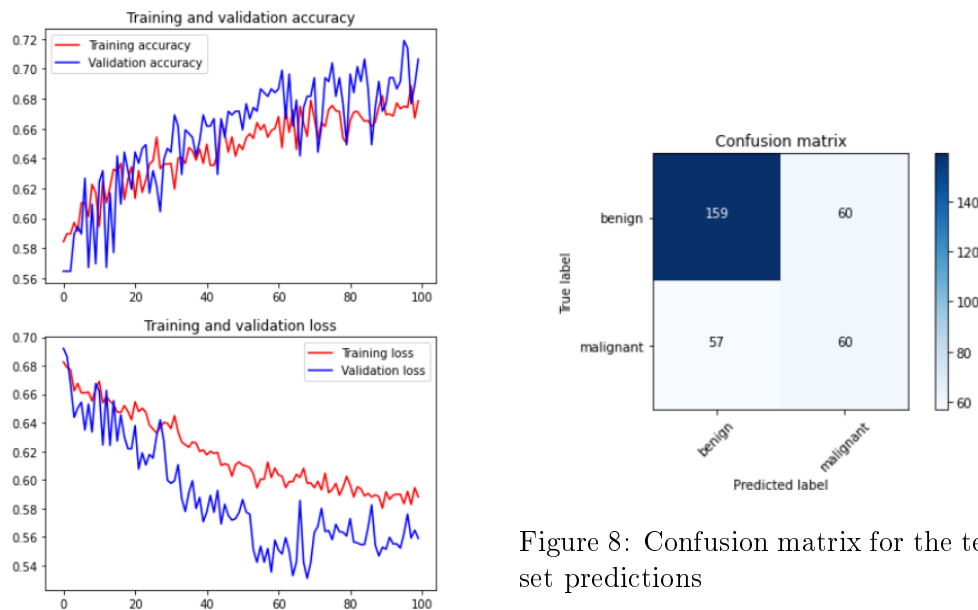 Training and validation accuracy
0.72
0.70
0.68
0.66
0.64
0.62
0.60
0.58
0.56
Training accuracy
Validation accuracy
0 20 40 60 80 100
Training and validation loss
0.70
0.68
0.66
0.64
0.62
0.60
0.58
0.56
0.54
Training loss
Validation loss
0 20 40 60 80 100
Confusion matrix
True label
benign 159 60
malignant 57 60
benign malignant
Predicted label
140
120
100
80
60
Figure 8: Confusion matrix for the
set predictions